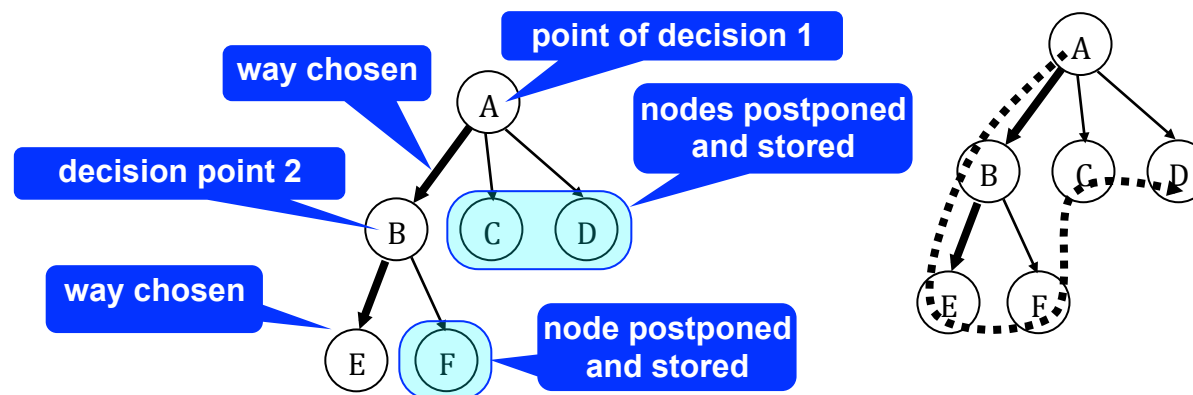 point of decision 1
way chosen
A
nodes postponed
and stored
decision point 2
B
C
D
way chosen
node postponed
and stored
E
F
A
B
C
D
E
F